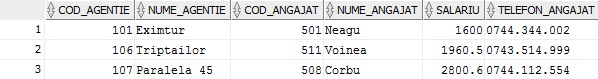 COD_AGENTIE NUME_AGENTIE COD_ANGAJAT NUME_ANGAJAT SALARIU TELEFON_ANGAJAT
1 101 Eximtur 501 Neagu 1600 0744.344.002
2 106 Triptailor 511 Voinea 1960.5 0743.514.999
3 107 Paralela 45 508 Corbu 2800.6 0744.112.554